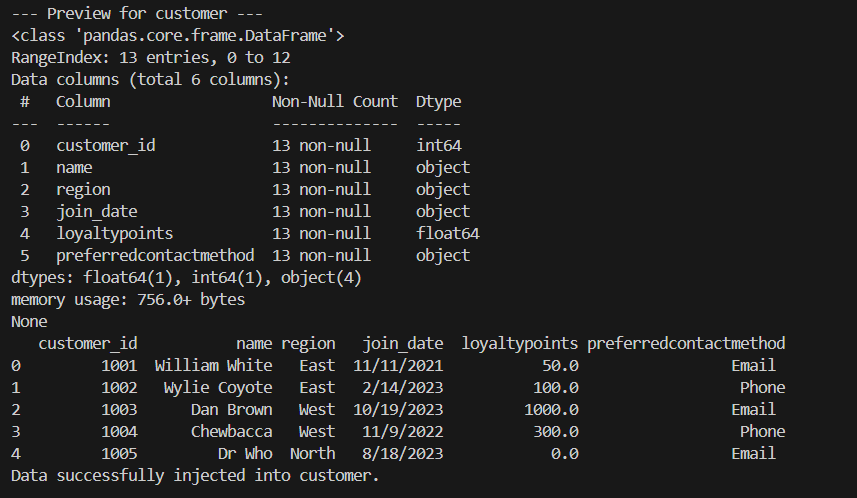 --- Preview for customer ---
<class 'pandas.core.frame.DataFrame'>
RangeIndex: 13 entries, 0 to 12
Data columns (total 6 columns):
 #   Column                  Non-Null Count  Dtype
---  ------                  --------------  -----
 0   customer_id             13 non-null     int64
 1   name                    13 non-null     object
 2   region                  13 non-null     object
 3   join_date               13 non-null     object
 4   loyaltypoints           13 non-null     float64
 5   preferredcontactmethod  13 non-null     object
dtypes: float64(1), int64(1), object(4)
memory usage: 756.0+ bytes
None
   customer_id           name region   join_date  loyaltypoints preferredcontactmethod
0         1001  William White   East  11/11/2021           50.0                 Email
1         1002   Wylie Coyote   East   2/14/2023          100.0                  Phone
2         1003      Dan Brown   West  10/19/2023         1000.0                 Email
3         1004      Chewbacca   West   11/9/2022          300.0                  Phone
4         1005         Dr Who  North   8/18/2023            0.0                 Email
Data successfully injected into customer.